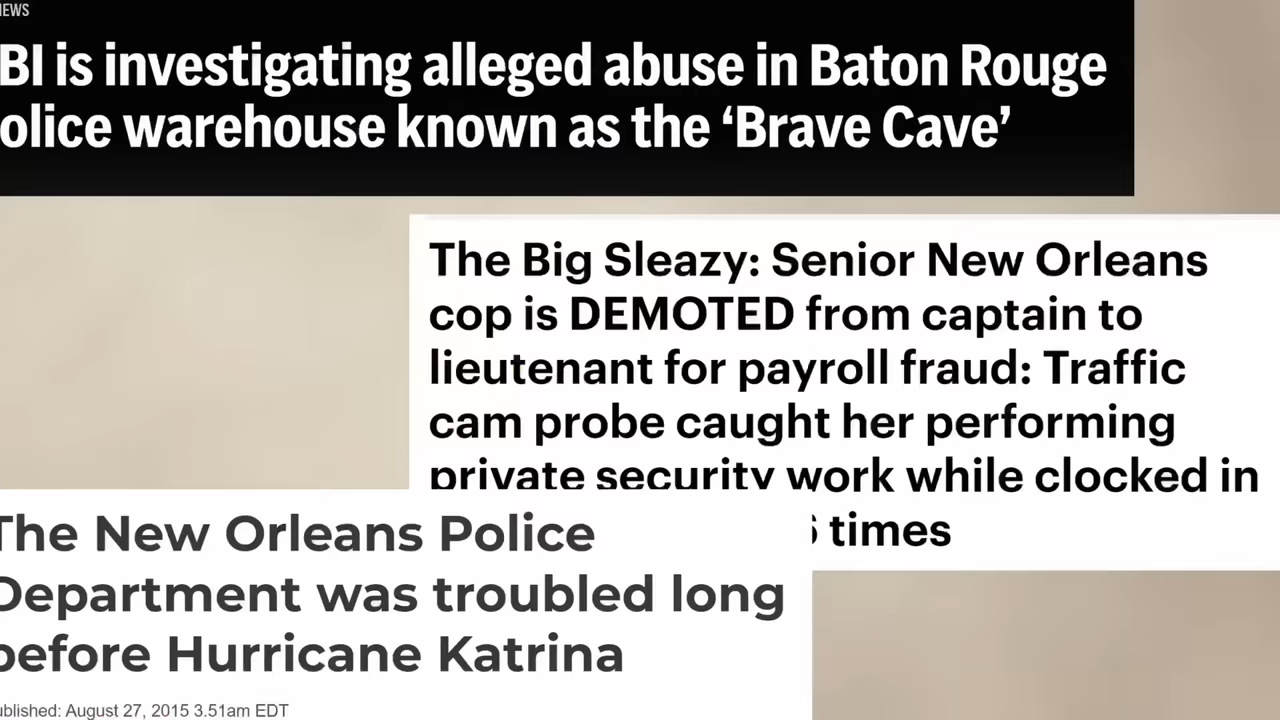 NEWS
BI is investigating alleged abuse in Baton Rouge
olice warehouse known as the ‘Brave Cave’
The Big Sleazy: Senior New Orleans
cop is DEMOTED from captain to
lieutenant for payroll fraud: Traffic
cam probe caught her performing
private security work while clocked in
times
The New Orleans Police
Department was troubled long
before Hurricane Katrina
ublished: August 27, 2015 3.51am EDT